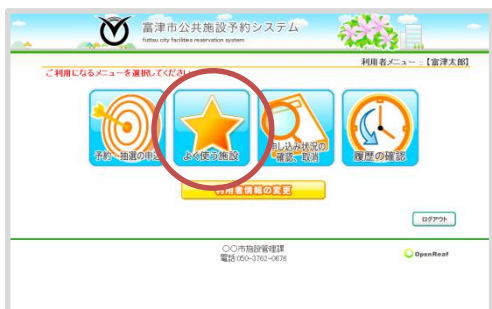 富津市公共施設予約システム
futtsu city facilities reservation system
利用者メニュー：【富津太郎】
ご利用になるメニューを選択してください
予約・抽選の申込
よく使う施設
申し込み状況の
確認、取消
履歴の確認
利用者情報の変更
ログアウト
〇〇市施設管理課
電話:050-3762-0676
OpenReaf